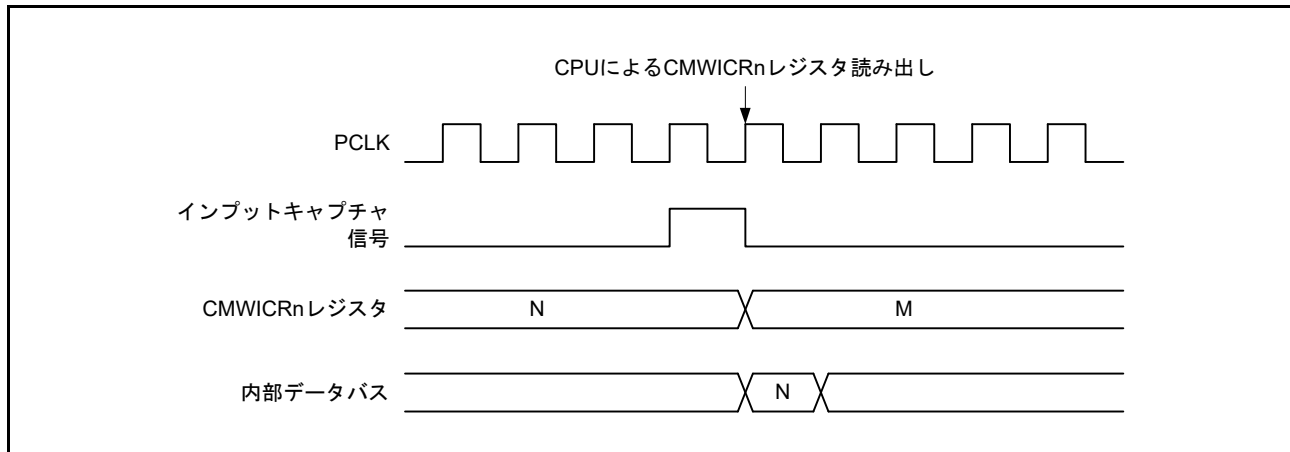 CPUによるCMWICRnレジスタ読み出し
PCLK
インプットキャプチャ
信号
CMWICRnレジスタ
N
M
内部データバス
N